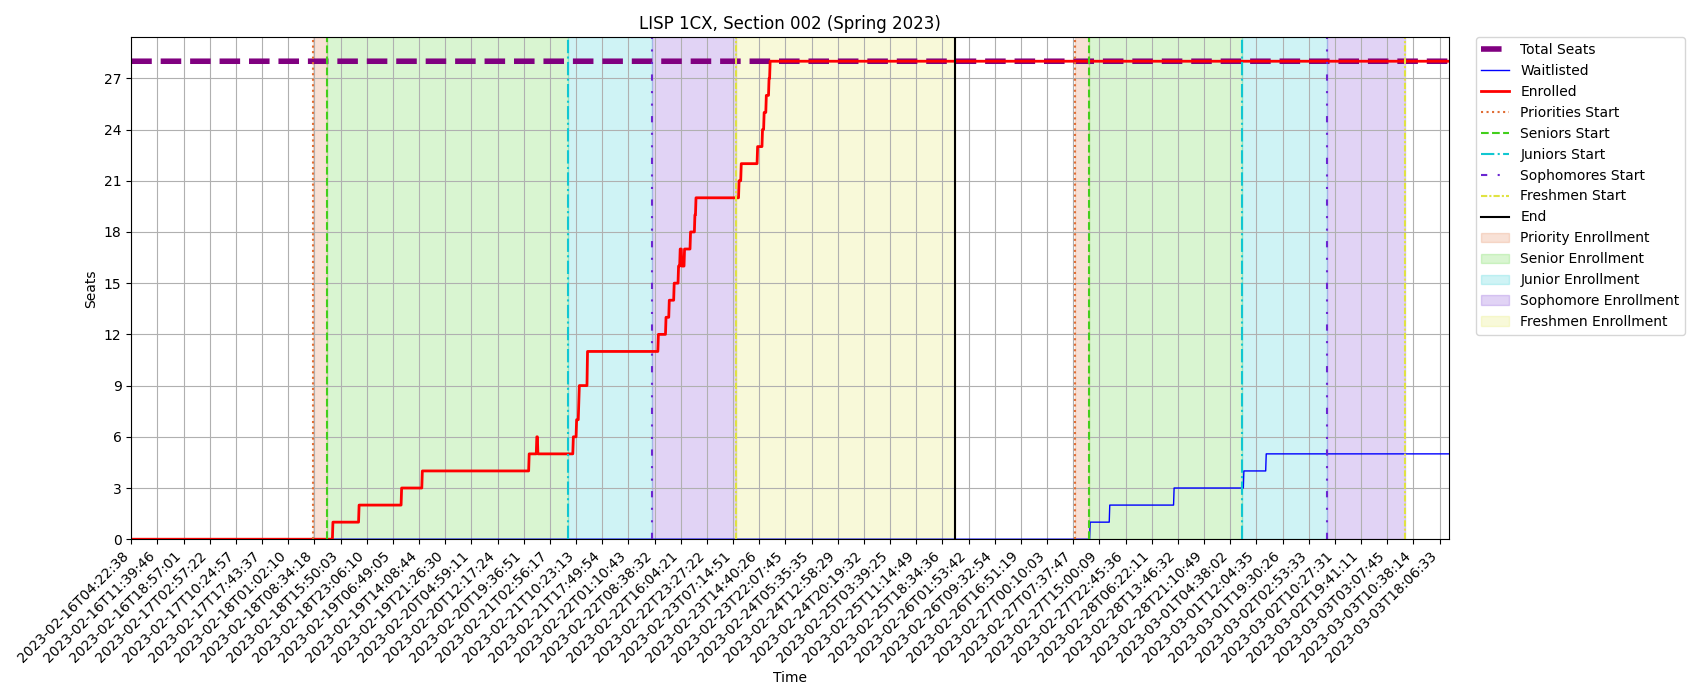 LISP 1CX, Section 002 (Spring 2023)
Seats
27
24
21
18
15
12
9
6
3
0
2023-02-16T04:22:38
2023-02-16T11:39:46
2023-02-16T18:57:01
2023-02-17T02:57:22
2023-02-17T10:24:57
2023-02-17T17:43:37
2023-02-18T01:02:10
2023-02-18T08:34:18
2023-02-18T15:50:03
2023-02-18T23:06:10
2023-02-19T06:49:05
2023-02-19T14:08:44
2023-02-19T21:26:30
2023-02-20T04:59:11
2023-02-20T12:17:24
2023-02-20T19:36:51
2023-02-21T02:56:17
2023-02-21T10:23:13
2023-02-21T17:49:54
2023-02-22T01:10:43
2023-02-22T08:38:32
2023-02-22T16:04:21
2023-02-22T23:27:22
2023-02-23T07:14:51
2023-02-23T14:40:26
2023-02-23T22:07:45
2023-02-24T05:35:35
2023-02-24T12:58:29
2023-02-24T20:19:32
2023-02-25T03:39:25
2023-02-25T11:14:49
2023-02-25T18:34:36
2023-02-26T01:53:42
2023-02-26T09:32:54
2023-02-26T16:51:19
2023-02-27T00:10:03
2023-02-27T07:37:47
2023-02-27T15:00:09
2023-02-27T22:45:36
2023-02-28T06:22:11
2023-02-28T13:46:32
2023-02-28T21:10:49
2023-03-01T04:38:02
2023-03-01T12:04:35
2023-03-01T19:30:26
2023-03-02T02:53:33
2023-03-02T10:27:31
2023-03-02T19:41:11
2023-03-03T03:07:45
2023-03-03T10:38:14
2023-03-03T18:06:33
Time
Total Seats
Waitlisted
Enrolled
Priorities Start
Seniors Start
Juniors Start
Sophomores Start
Freshmen Start
End
Priority Enrollment
Senior Enrollment
Junior Enrollment
Sophomore Enrollment
Freshmen Enrollment